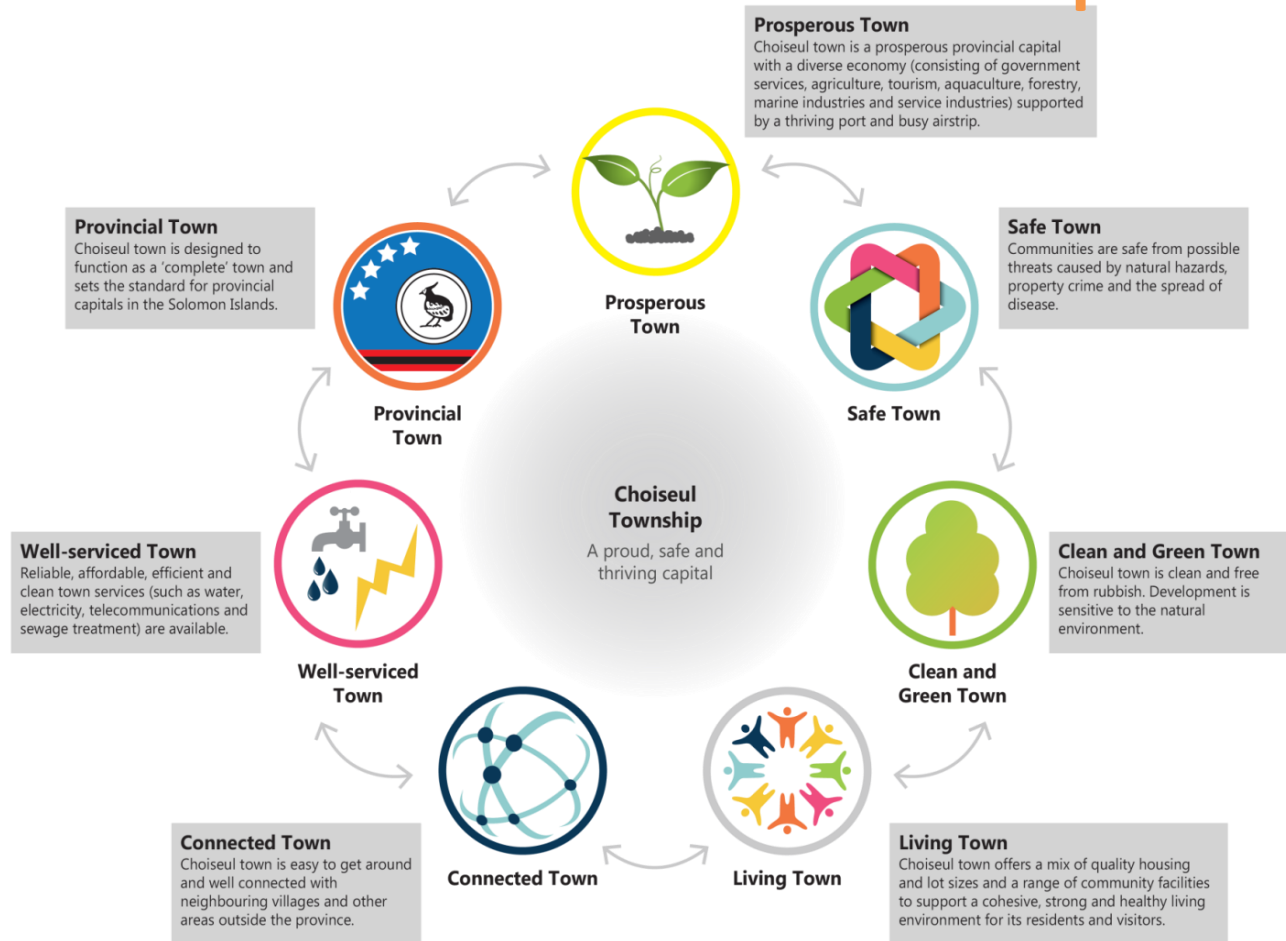 Prosperous Town
Choiseul town is a prosperous provincial capital
with a diverse economy (consisting of government
services, agriculture, tourism, aquaculture, forestry,
marine industries and service industries) supported
by a thriving port and busy airstrip.
Provincial Town
Choiseul town is designed to
function as a ‘complete’ town and
sets the standard for provincial
capitals in the Solomon Islands.
Safe Town
Communities are safe from possible
threats caused by natural hazards,
property crime and the spread of
disease.
Prosperous
Town
Provincial
Town
Safe Town
Choiseul
Township
A proud, safe and
thriving capital
Well-serviced Town
Reliable, affordable, efficient and
clean town services (such as water,
electricity, telecommunications and
sewage treatment) are available.
Clean and Green Town
Choiseul town is clean and free
from rubbish. Development is
sensitive to the natural
environment.
Well-serviced
Town
Clean and
Green Town
Connected Town
Choiseul town is easy to get around
and well connected with
neighbouring villages and other
areas outside the province.
Connected Town
Living Town
Living Town
Choiseul town offers a mix of quality housing
and lot sizes and a range of community facilities
to support a cohesive, strong and healthy living
environment for its residents and visitors.